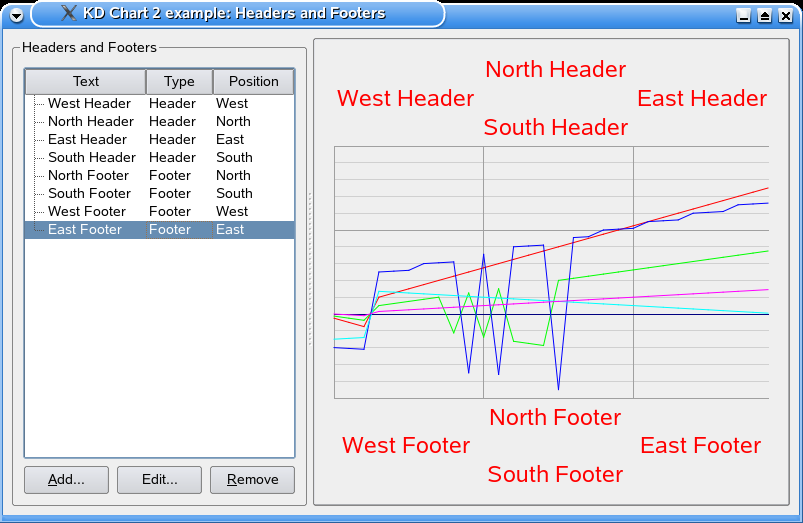 KD Chart 2 example: Headers and Footers
Headers and Footers
Text Type Position
West Header Header West
North Header Header North
East Header Header East
South Header Header South
North Footer Footer North
South Footer Footer South
West Footer Footer West
East Footer Footer East
Add... Edit... Remove
North Header
West Header East Header
South Header
North Footer
West Footer East Footer
South Footer